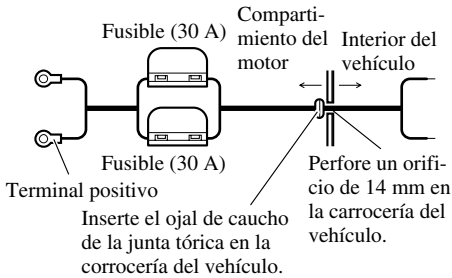 Fusible (30 A)
Comparti-
miento del
motor
Interior del
vehículo
Fusible (30 A)
Terminal positivo
Inserte el ojal de caucho
de la junta tórica en la
corrocería del vehículo.
Perfore un orifi-
cio de 14 mm en
la carrocería del
vehículo.